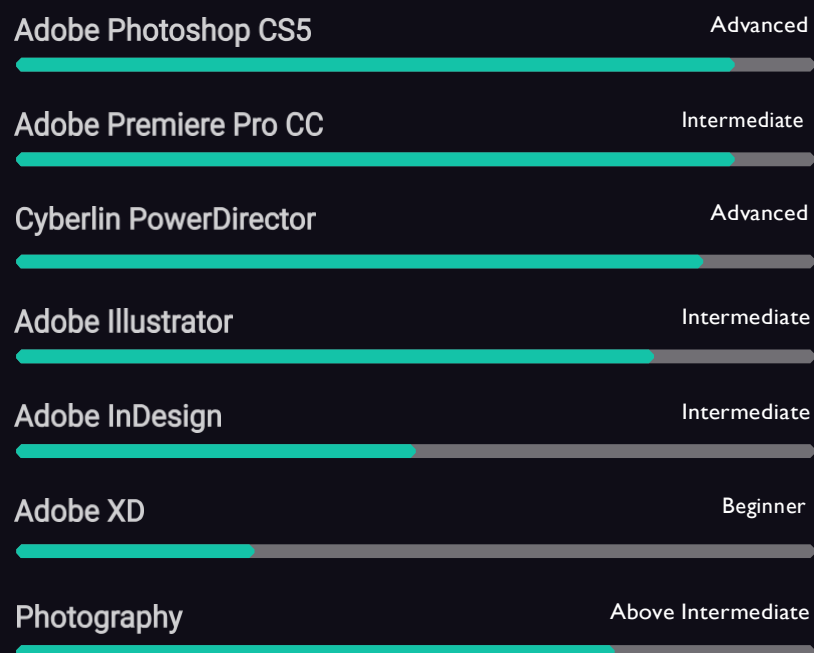 Adobe Photoshop CS5 Advanced
Adobe Premiere Pro CC Intermediate
Cyberlin PowerDirector Advanced
Adobe Illustrator Intermediate
Adobe InDesign Intermediate
Adobe XD Beginner
Photography Above Intermediate